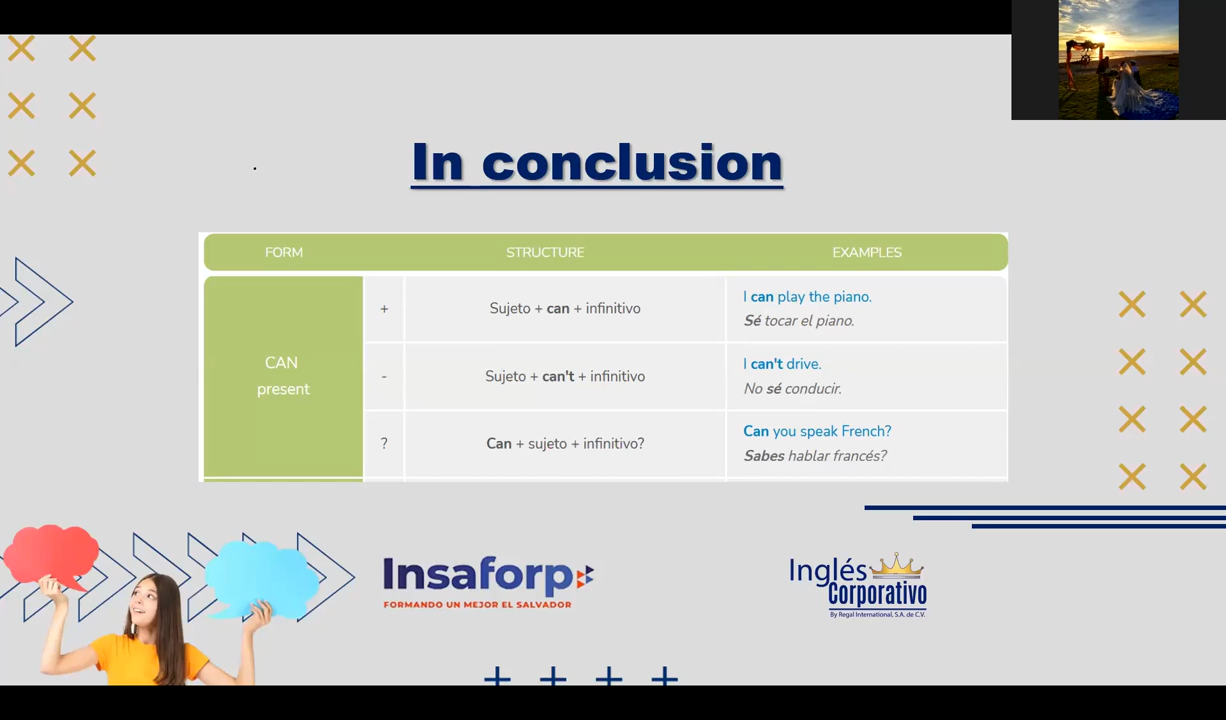 In conclusion
FORM STRUCTURE EXAMPLES
CAN
present
+ Sujeto + can + infinitivo
I can play the piano.
Sé tocar el piano.
- Sujeto + can't + infinitivo
I can't drive.
No sé conducir.
? Can + sujeto + infinitivo?
Can you speak French?
Sabes hablar francés?
Insaforp
FORMANDO UN MEJOR EL SALVADOR
Inglés
Corporativo
By Regal International, S.A. de C.V.